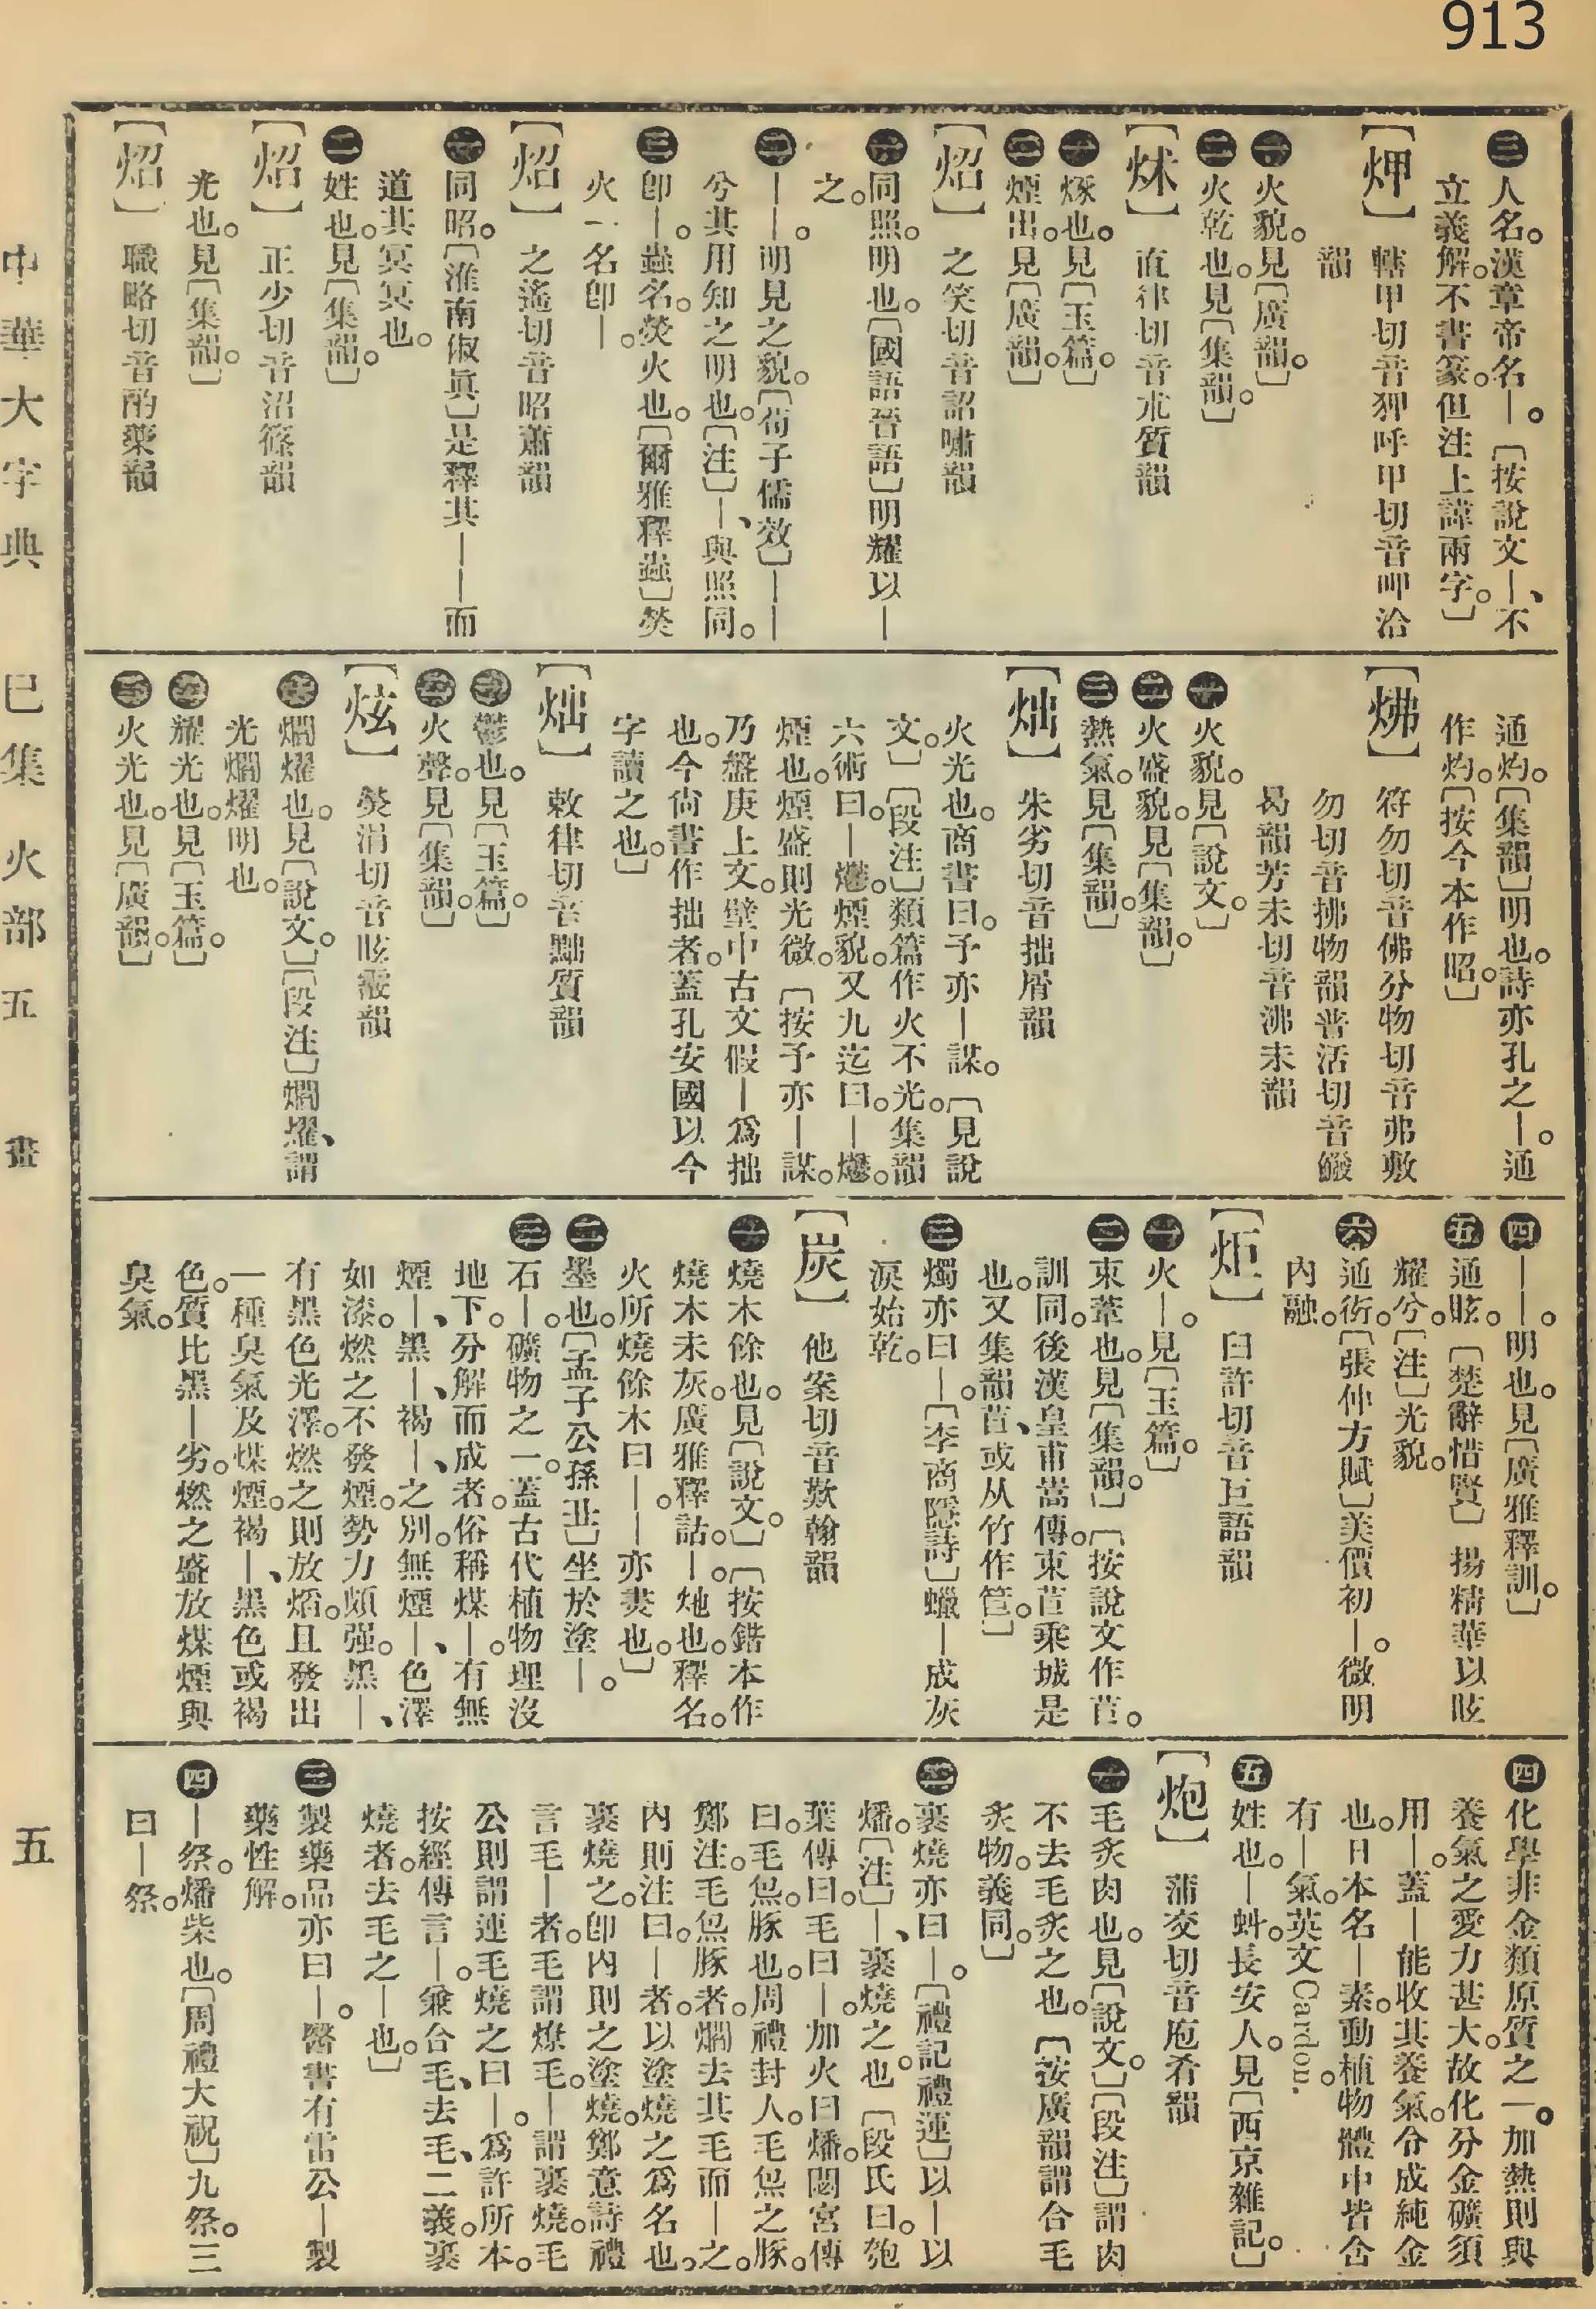 913
㊂人名。漢章帝名｜。〔按說文｜、不
立義解。不書篆。但注上諱兩字。〕
【炠】轄甲切音狎呼甲切音呷洽
韻
㊀火貌。見〔廣韻。〕
㊁火乾也。見〔集韻。〕
【炢】直律切音朮質韻
㊀烼也。見〔玉篇。〕
㊁煙出。見〔廣韻。〕
【炤】之笑切音詔嘯韻
㊀同照。明也。〔國語晉語〕明耀以｜
之。
㊁｜｜。明見之貌。〔荀子儒效〕｜｜
兮其用知之明也。〔注〕｜、與照同。
㊂卽｜。蟲名。熒火也。〔爾雅釋蟲〕熒
火一名卽｜。
【炤】之遙切音昭蕭韻
㊀同昭。〔淮南俶眞〕是釋其｜｜而
道其冥冥也。
㊁姓也。見〔集韻。〕
【炤】正少切音沼篠韻
光也。見〔集韻。〕
【炤】職略切音酌藥韻
通灼。〔集韻〕明也。詩亦孔之｜。通
作灼。〔按今本作昭。〕
【炥】符勿切音佛分物切音弗敷
勿切音拂物韻普活切音鏺
曷韻芳未切音沸未韻
㊀火貌。見〔說文。〕
㊁火盛貌。見〔集韻。〕
㊂熱氣。見〔集韻。〕
【炪】朱劣切音拙屑韻
火光也。商書曰。予亦｜謀。〔見說
文。〕〔段注〕類篇作火不光。集韻
六術曰。｜爩。煙貌。又九迄曰。｜爩。
煙也。煙盛則光微。〔按予亦｜謀。
乃盤庚上文。壁中古文假｜爲拙
也。今尙書作拙者。蓋孔安國以今
字讀之也。〕
【炪】敕律切音黜質韻
㊀鬱也。見〔玉篇。〕
㊁火聲。見〔集韻。〕
【炫】熒涓切音眩霰韻
㊀爓燿也。見〔說文。〕〔段注〕爓燿、謂
光爓燿明也。
㊁耀光也。見〔玉篇。〕
㊂火光也。見〔廣韻。〕
㊃｜｜。明也。見〔廣雅釋訓。〕
㊄通眩。〔楚辭惜賢〕揚精華以眩
耀兮。〔注〕光貌。
㊅通衒。〔張仲方賦〕美價初｜。微明
內融。
【炬】臼許切音巨語韻
㊀火｜。見〔玉篇。〕
㊁束葦也。見〔集韻。〕〔按說文作苣。
訓同。後漢皇甫嵩傳。束苣乘城是
也。又集韻苣、或从竹作䇰。〕
㊂燭亦曰｜。〔李商隱詩〕蠟｜成灰
淚始乾。
【炭】他案切音歎翰韻
㊀燒木餘也。見〔說文。〕〔按鍇本作
燒木未灰。廣雅釋詁。｜、炧也。釋名。
火所燒餘木曰｜。｜亦㶳也。〕
㊁墨也。〔孟子公孫丑〕坐於塗｜。
㊂石｜。礦物之一。蓋古代植物埋沒
地下。分解而成者。俗稱煤｜。有無
煙｜、黑｜、褐｜、之別。無煙｜、色澤
如漆。燃之不發煙。勢力頗强。黑｜、
有黑色光澤。燃之則放焰。且發出
一種臭氣及煤煙。褐｜、黑色或褐
色。質比黑｜劣。燃之盛放煤煙與
臭氣。
㊃化學非金類原質之一。加熱則與
養氣之愛力甚大。故化分金礦須
用｜。蓋｜能收其養氣。分成純金
也。日本名｜素。動植物體中皆含
有｜氣。英文Cardou.
㊄姓也。｜虯。長安人。見〔西京雜記。〕
【炮】蒲交切音庖肴韻
㊀毛炙肉也。見〔說文。〕〔段注〕謂肉
不去毛炙之也。〔按廣韻謂合毛
炙物。義同。〕
㊁裹燒亦曰｜。〔禮記禮運〕以｜以
燔。〔注〕｜、裹燒之也。〔段氏曰。瓠
葉傳曰。毛曰｜。加火曰燔。閟宮傳
曰。毛炰。豚也。周禮封人。毛炰之豚。
鄭注。毛炰豚者。爓去其毛而｜之。
內則注曰。｜者。以塗燒之爲名也。
裹燒之。卽內則之塗燒。鄭意詩禮
言毛｜者。毛謂燎毛。｜謂裹燒。毛
公則謂連毛燒之曰｜。爲許所本。
按經傳言｜。兼合毛、去毛、二義。裹
燒者。去毛之｜也。〕
㊂製藥品亦曰｜。醫書有雷公｜製
藥性解。
㊃｜祭。燔柴也。〔周禮大祝〕九祭。三
曰｜祭。
中華大字典 巳集 火部 五畫
五